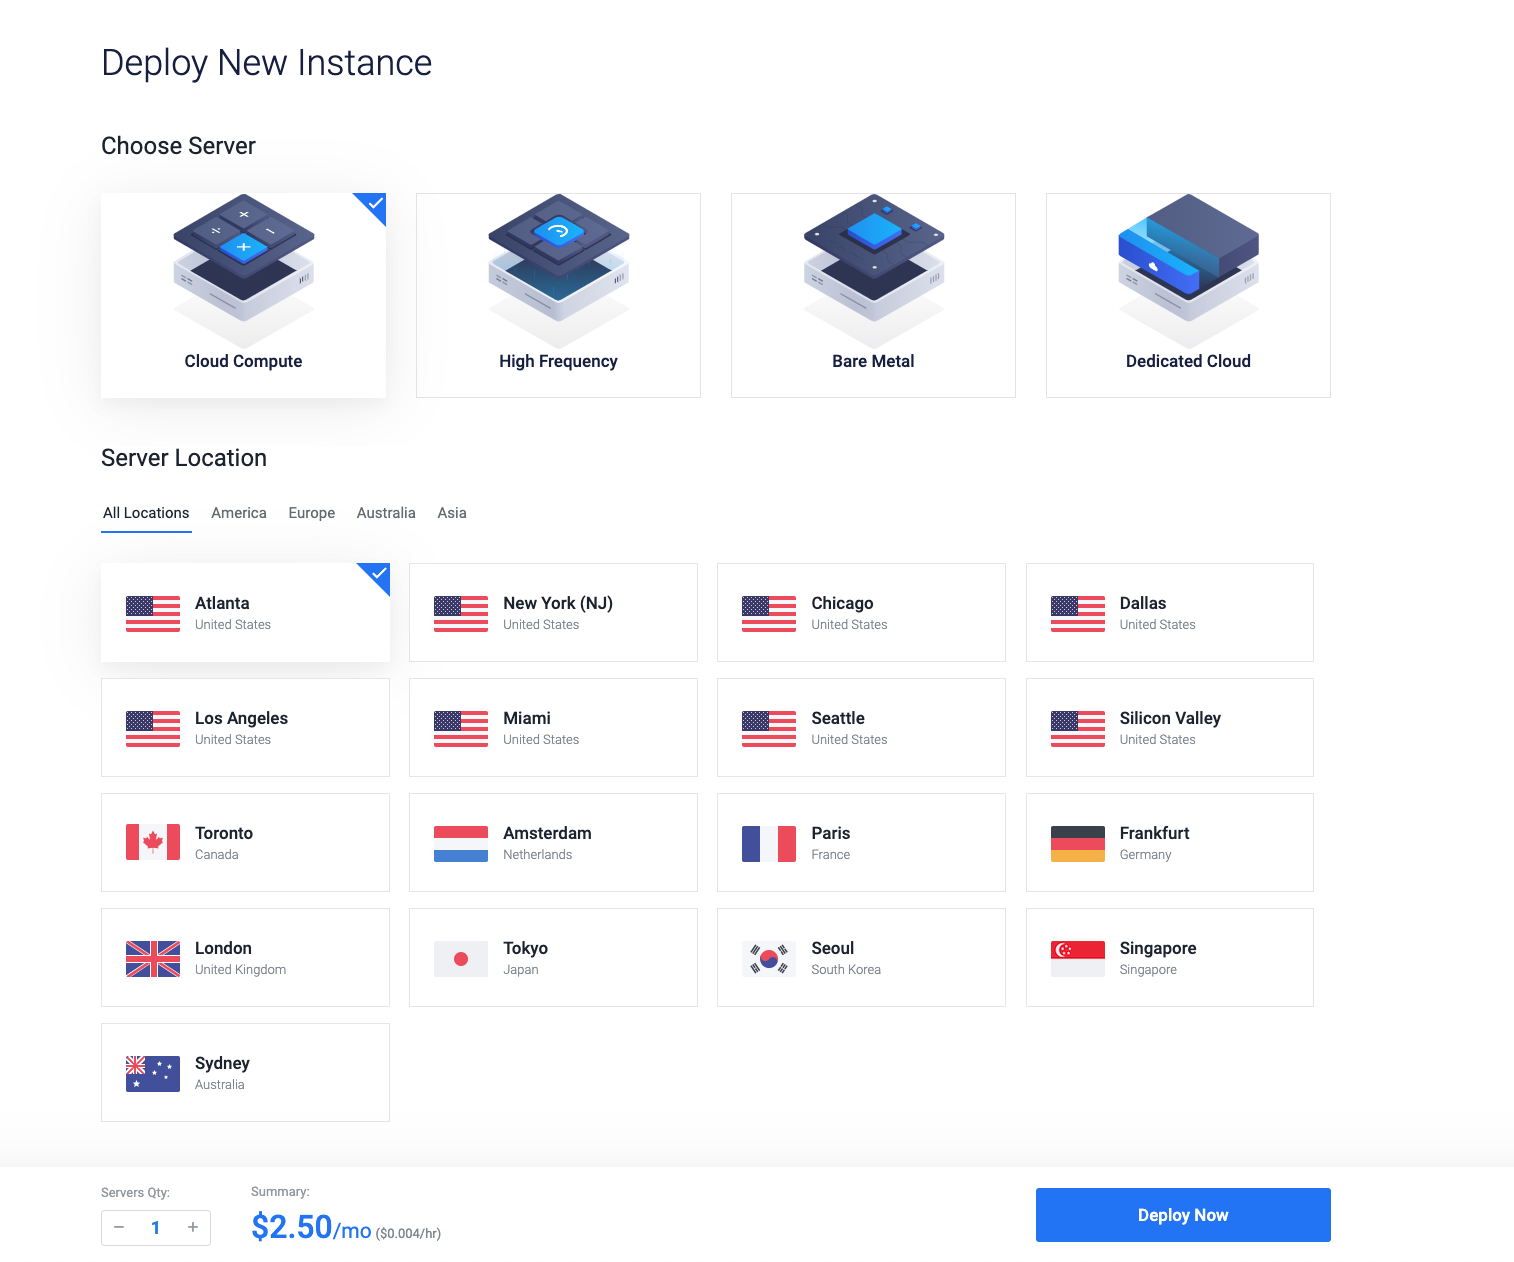 Deploy New Instance
Choose Server
Cloud Compute
High Frequency
Bare Metal
Dedicated Cloud
Server Location
All Locations America Europe Australia Asia
Atlanta
United States
New York (NJ)
United States
Chicago
United States
Dallas
United States
Los Angeles
United States
Miami
United States
Seattle
United States
Silicon Valley
United States
Toronto
Canada
Amsterdam
Netherlands
Paris
France
Frankfurt
Germany
London
United Kingdom
Tokyo
Japan
Seoul
South Korea
Singapore
Singapore
Sydney
Australia
Servers Qty:
− 1 +
Summary:
$2.50/mo ($0.004/hr)
Deploy Now